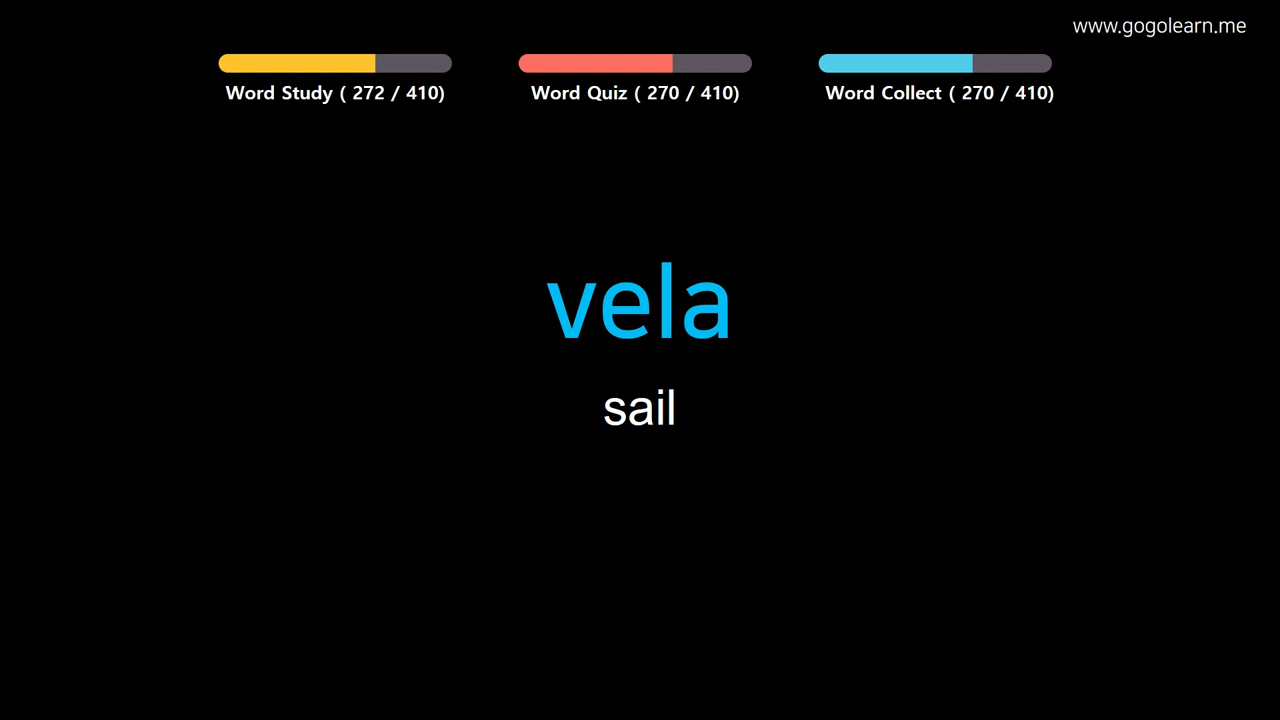 www.gogolearn.me
Word Study ( 272 / 410)
Word Quiz ( 270 / 410)
Word Collect ( 270 / 410)
vela
sail